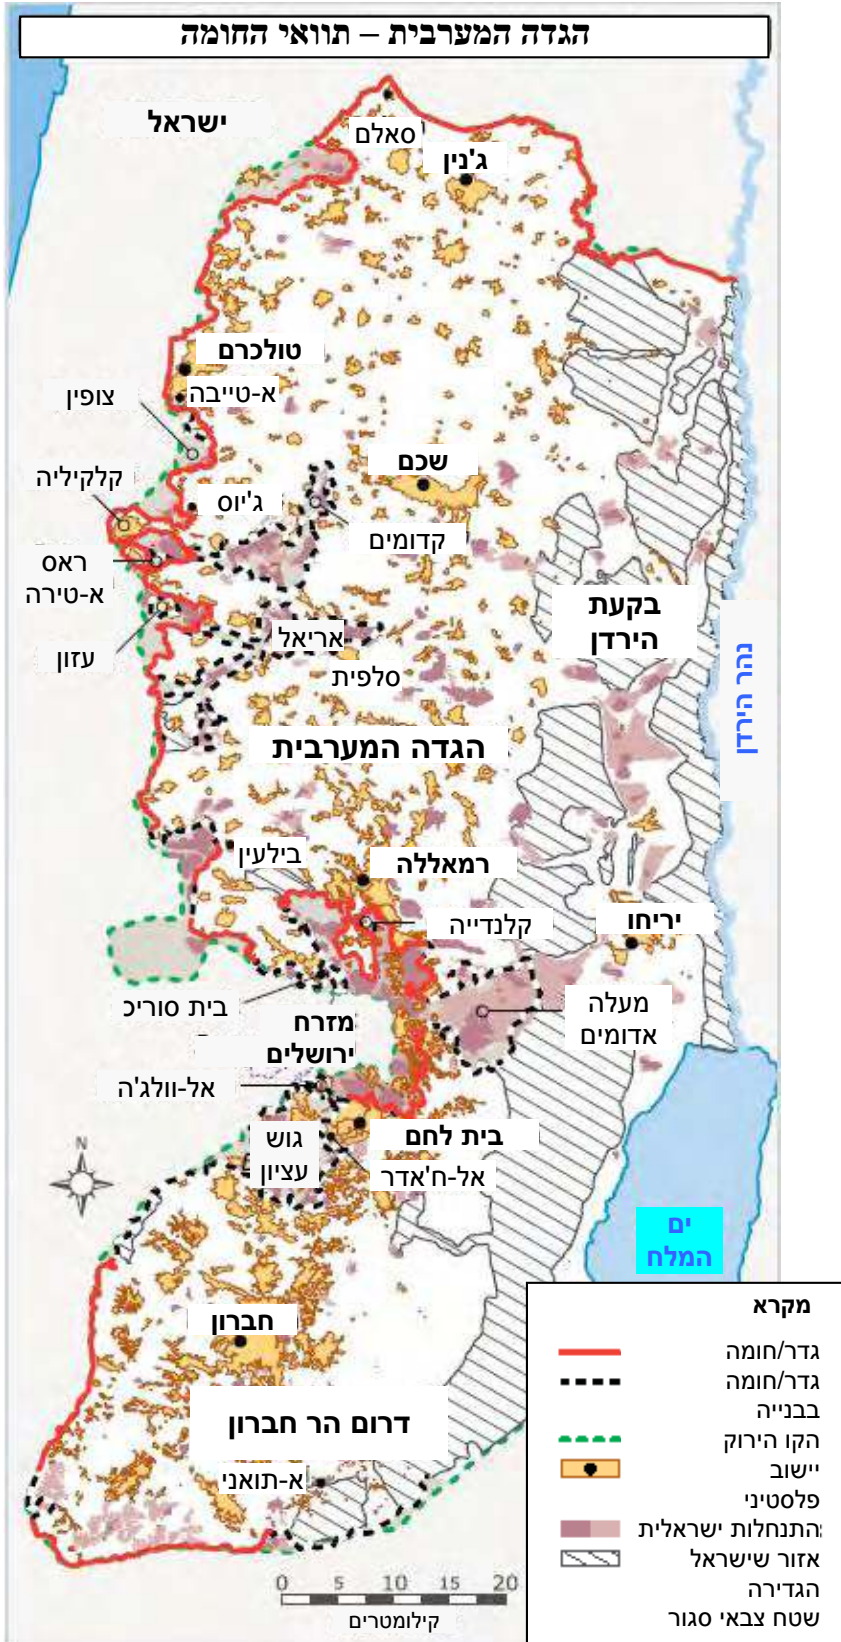 הגדה המערבית – תוואי החומה
ישראל
סאלם
ג'נין
טולכרם
א-טייבה
צופין
שכם
קלקיליה
ג'יוס
קדומים
ראס
א-טירה
בקעת
הירדן
עזון
אריאל
סלפית
נהר הירדן
הגדה המערבית
בילעין
רמאללה
קלנדייה
יריחו
בית סוריכ
מעלה
אדומים
מזרח
ירושלים
אל-וולג'ה
בית לחם
גוש
עציון
אל-ח'אדר
N
ים
המלח
חברון
דרום הר חברון
א-תואני
0 5 10 15 20
קילומטרים
מקרא
גדר/חומה
גדר/חומה
בבנייה
הקו הירוק
יישוב
פלסטיני
התנחלות ישראלית
אזור שישראל
הגדירה
שטח צבאי סגור